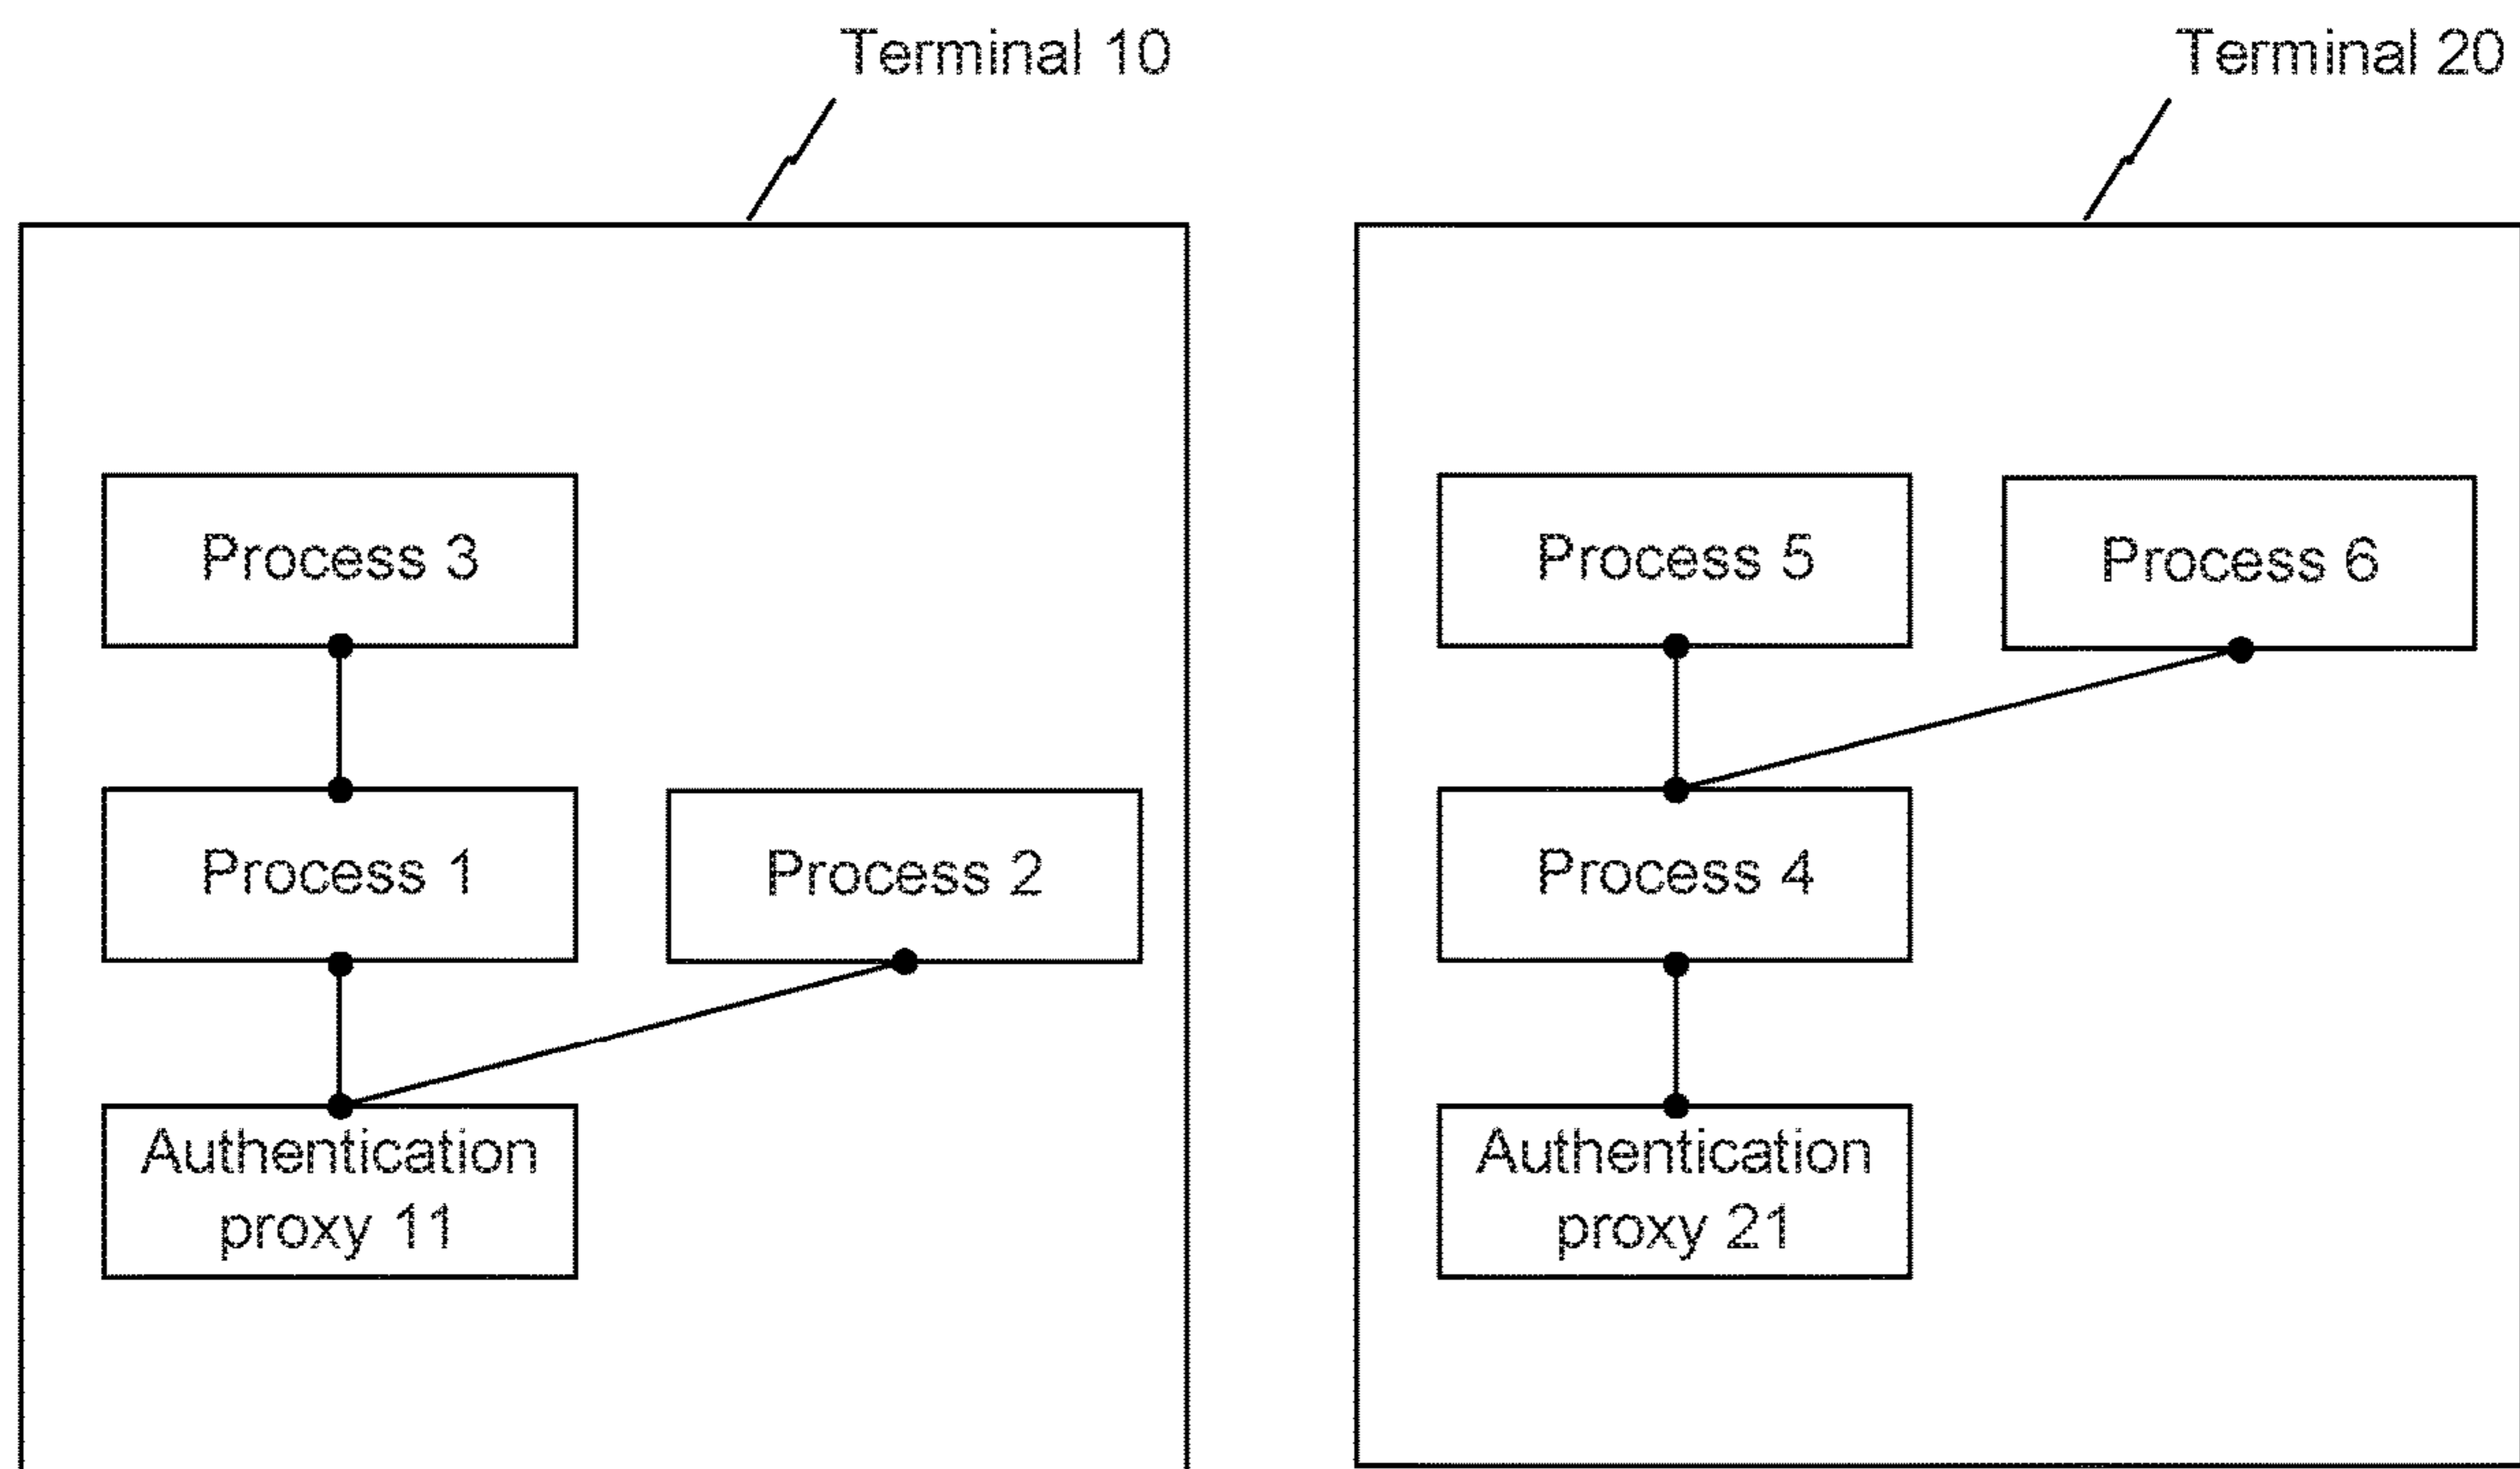 Terminal 10
Terminal 20
Process 3
Process 5
Process 6
Process 1
Process 2
Process 4
Authentication
proxy 11
Authentication
proxy 21